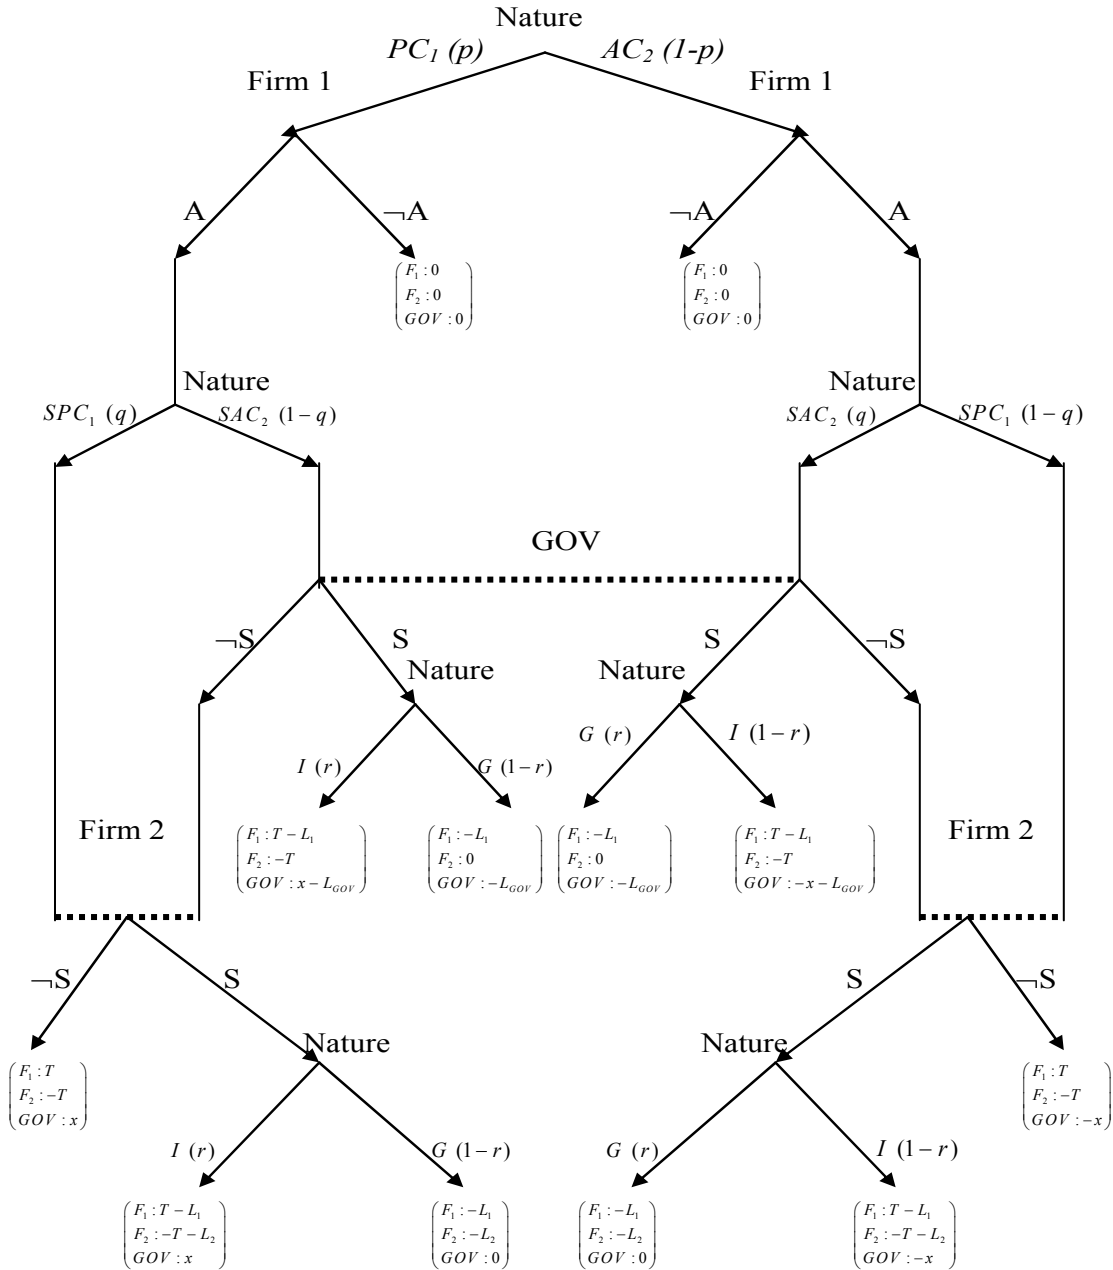 Nature
PC₁ (p) AC₂ (1-p)
Firm 1 Firm 1
A ¬A ¬A A
F₁ : 0 F₁ : 0
F₂ : 0 F₂ : 0
GOV : 0 GOV : 0
Nature Nature
SPC₁ (q) SAC₂ (1 − q) SAC₂ (q) SPC₁ (1 − q)
GOV
¬S S S ¬S
Nature Nature
I (r) G (1 − r) G (r) I (1 − r)
Firm 2 Firm 2
F₁ : T − L₁ F₁ : −L₁ F₁ : −L₁ F₁ : T − L₁
F₂ : −T F₂ : 0 F₂ : 0 F₂ : −T
GOV : x − L_GOV GOV : −L_GOV GOV : −L_GOV GOV : −x − L_GOV
¬S S S ¬S
Nature Nature
F₁ : T F₁ : T
F₂ : −T F₂ : −T
GOV : x GOV : −x
I (r) G (1 − r) G (r) I (1 − r)
F₁ : T − L₁ F₁ : −L₁ F₁ : −L₁ F₁ : T − L₁
F₂ : −T − L₂ F₂ : −L₂ F₂ : −L₂ F₂ : −T − L₂
GOV : x GOV : 0 GOV : 0 GOV : −x